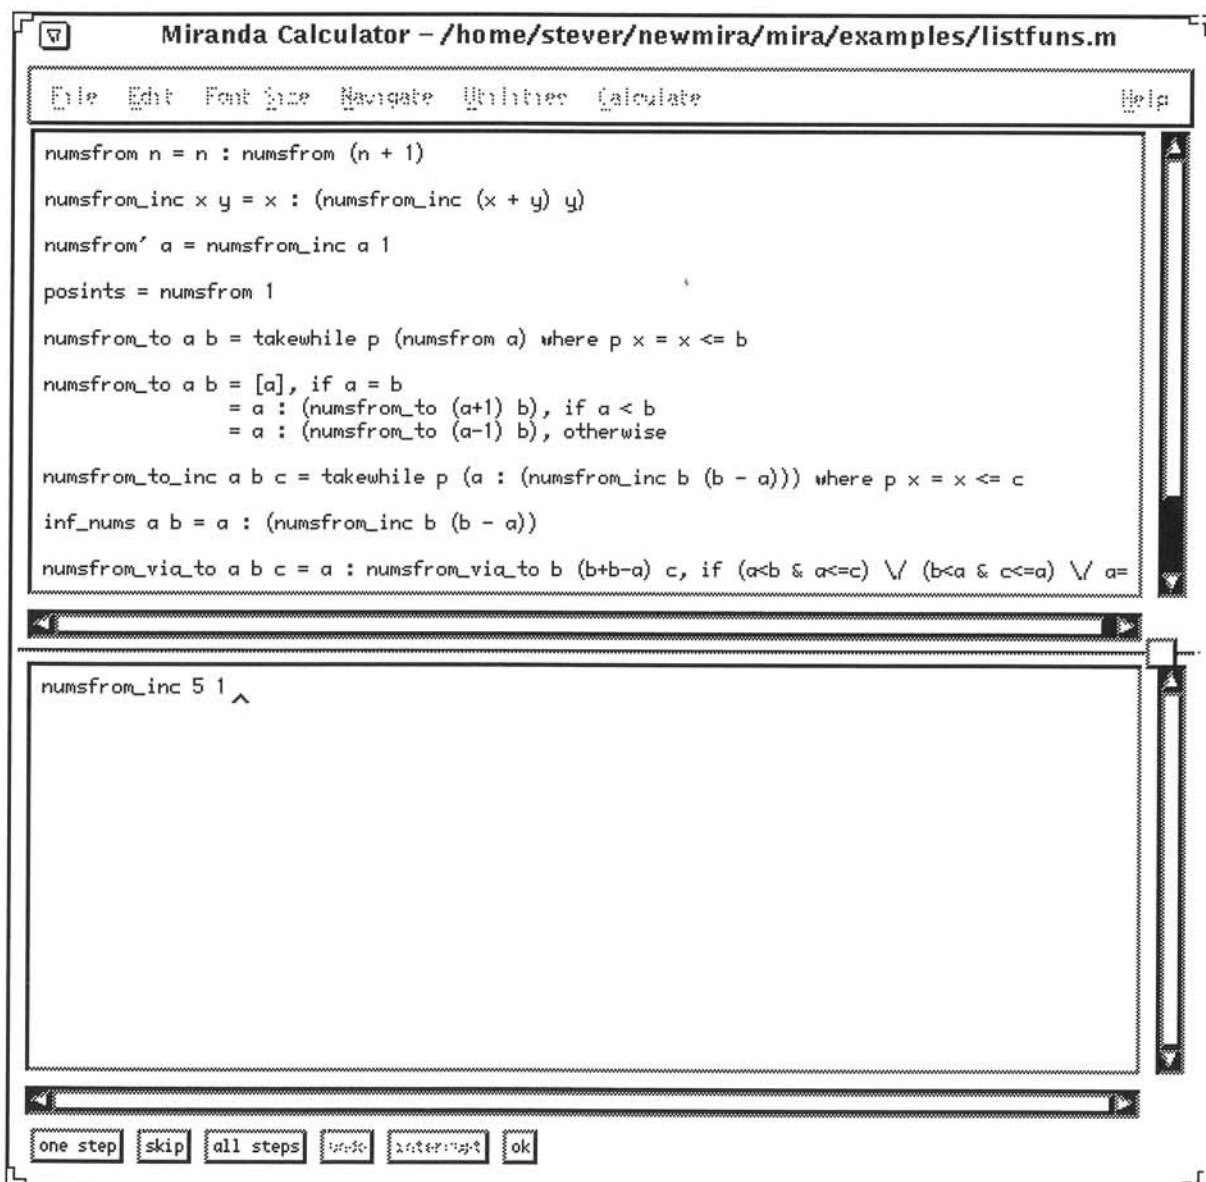 Miranda Calculator – /home/stever/newmira/mira/examples/listfuns.m
File Edit Font Size Navigate Utilities Calculate Help
numsfrom n = n : numsfrom (n + 1)
numsfrom_inc x y = x : (numsfrom_inc (x + y) y)
numsfrom' a = numsfrom_inc a 1
posints = numsfrom 1
numsfrom_to a b = takewhile p (numsfrom a) where p x = x <= b
numsfrom_to a b = [a], if a = b
= a : (numsfrom_to (a+1) b), if a < b
= a : (numsfrom_to (a-1) b), otherwise
numsfrom_to_inc a b c = takewhile p (a : (numsfrom_inc b (b - a))) where p x = x <= c
inf_nums a b = a : (numsfrom_inc b (b - a))
numsfrom_via_to a b c = a : numsfrom_via_to b (b+b-a) c, if (a<b & a<=c) \/ (b<a & c<=a) \/ a=
numsfrom_inc 5 1
one step skip all steps undo interrupt ok